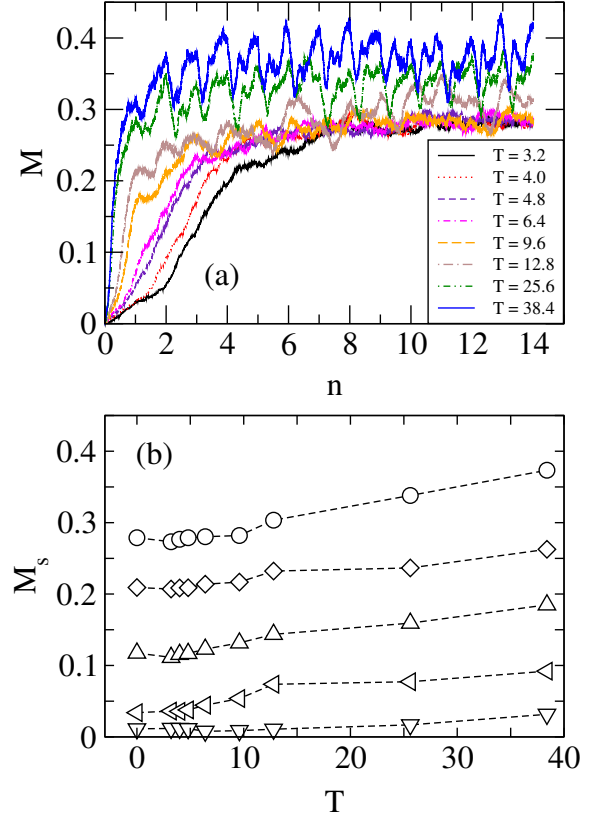 0.4
0.3
M
0.2
0.1
(a)
0
0 2 4 6 8 10 12 14
n
T = 3.2
T = 4.0
T = 4.8
T = 6.4
T = 9.6
T = 12.8
T = 25.6
T = 38.4
(b)
0.4
0.3
Ms
0.2
0.1
0
0 10 20 30 40
T